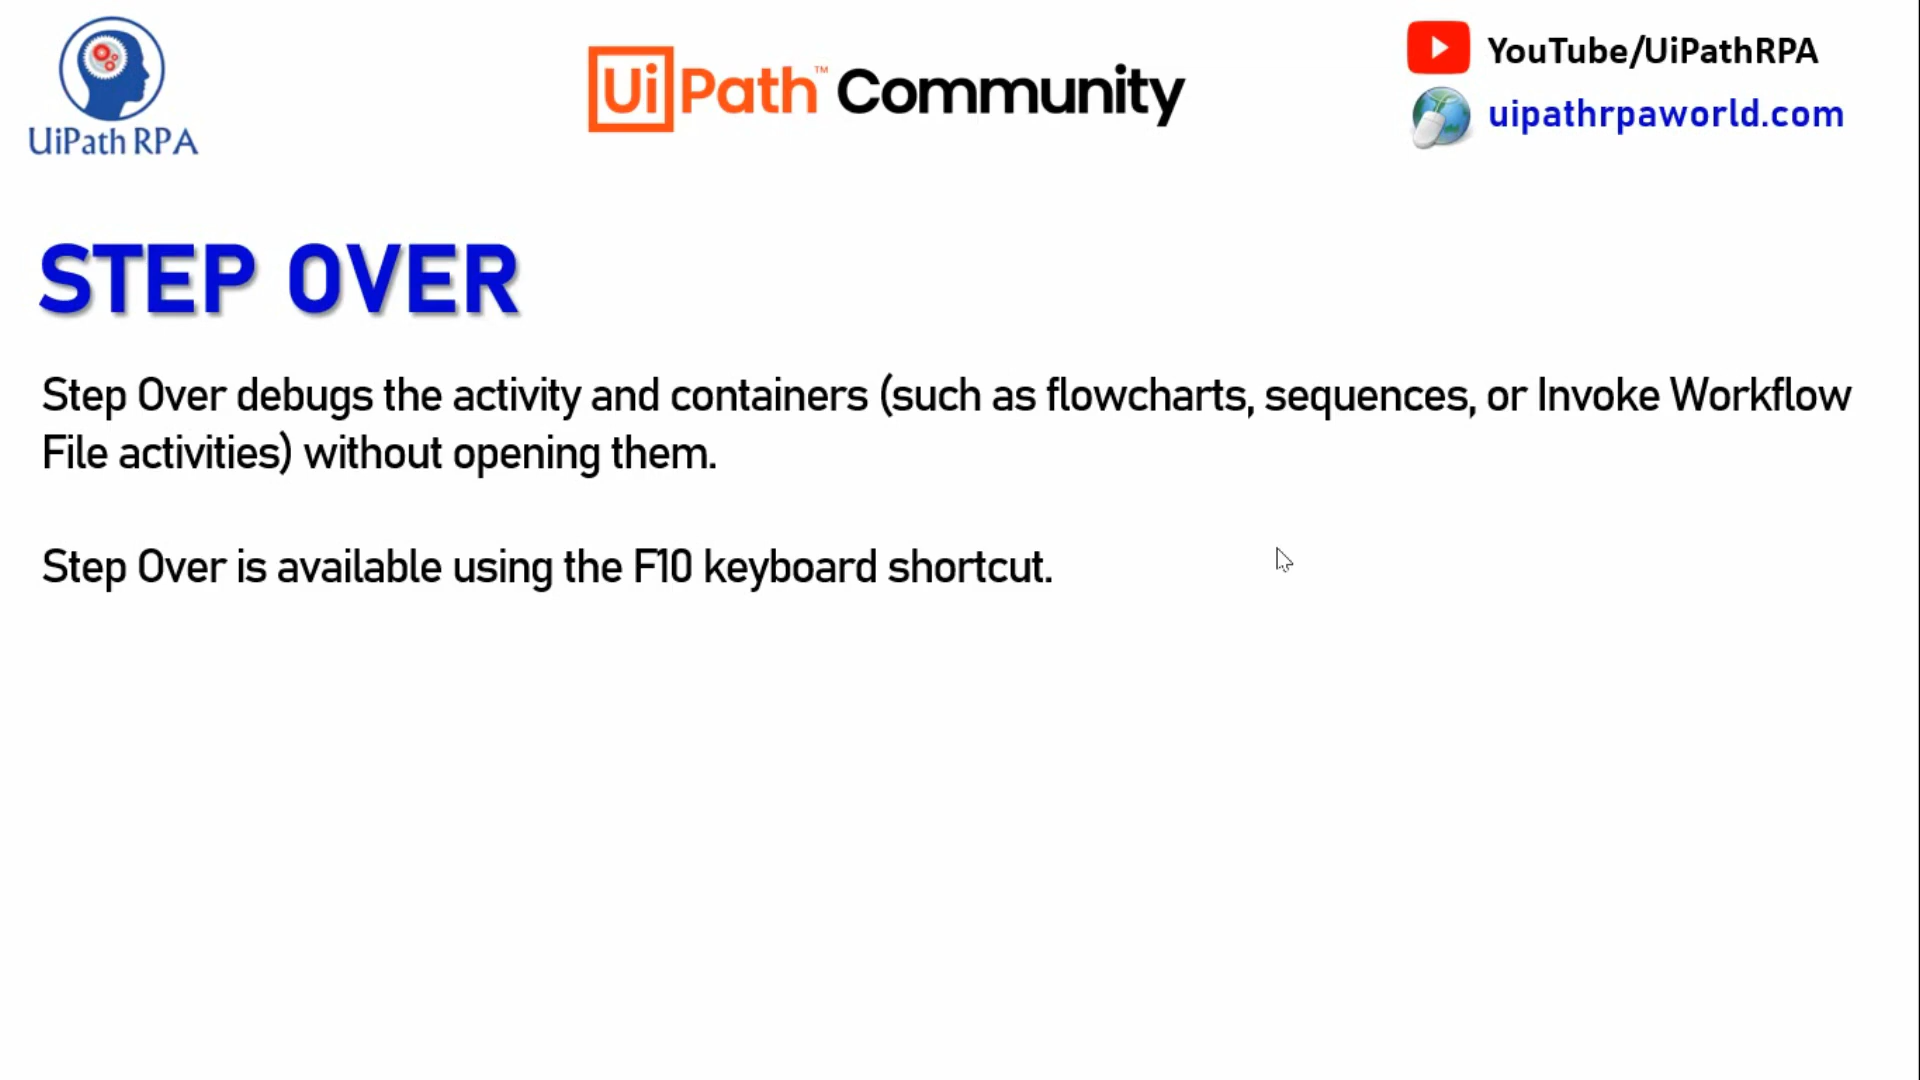 UiPath RPA
UiPath™ Community
YouTube/UiPathRPA
uipathrpaworld.com
STEP OVER
Step Over debugs the activity and containers (such as flowcharts, sequences, or Invoke Workflow
File activities) without opening them.
Step Over is available using the F10 keyboard shortcut.